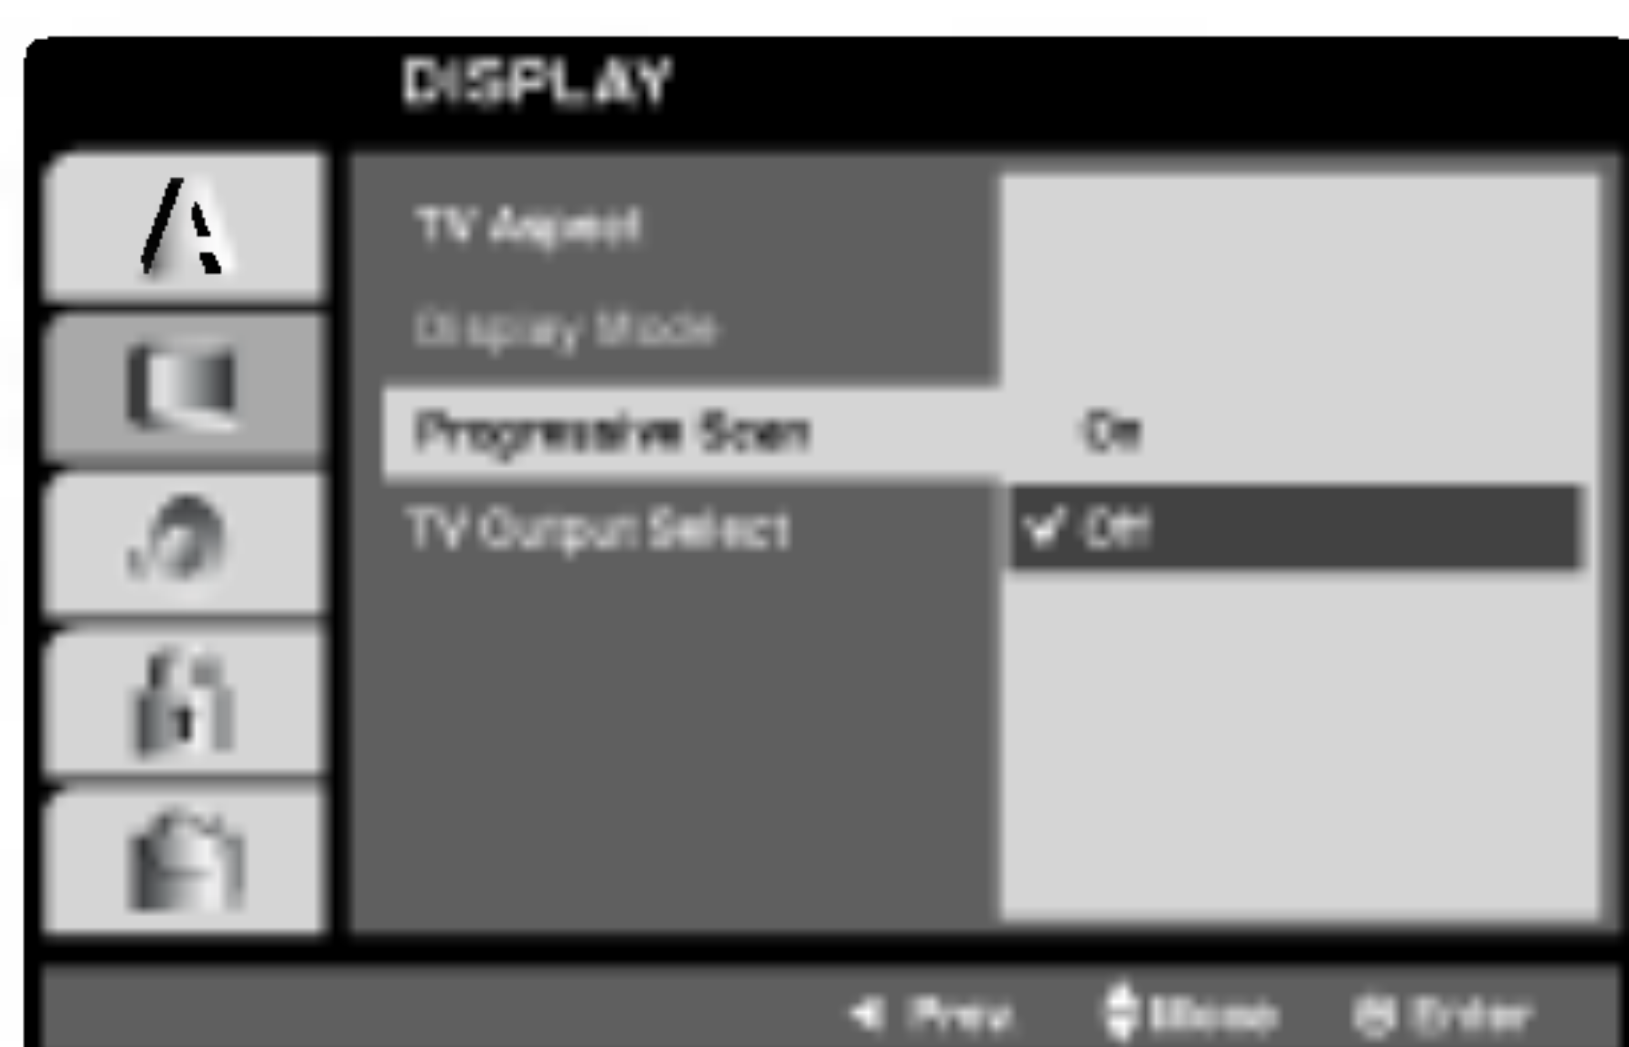 DISPLAY
TV Aspect
Display Mode
Progressive Scan On
TV Output Select ✔ Off
Prev. Move Enter